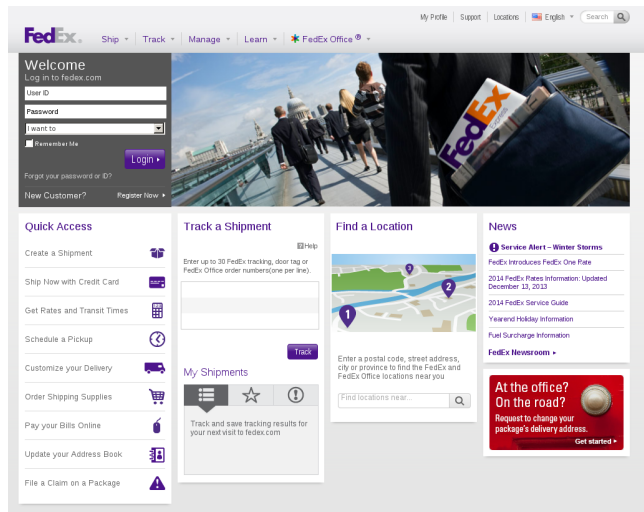 My Profile Support Locations English Search
FedEx Ship Track Manage Learn FedEx Office ®
Welcome
Log in to fedex.com
User ID
Password
I want to
Remember Me
Login
Forgot your password or ID?
New Customer? Register Now
FedEx
Express
Quick Access
Create a Shipment
Ship Now with Credit Card
Get Rates and Transit Times
Schedule a Pickup
Customize your Delivery
Order Shipping Supplies
Pay your Bills Online
Update your Address Book
File a Claim on a Package
Track a Shipment
Help
Enter up to 30 FedEx tracking, door tag or
FedEx Office order numbers(one per line).
Track
My Shipments
Track and save tracking results for
your next visit to fedex.com
Find a Location
3
2
1
Enter a postal code, street address,
city or province to find the FedEx and
FedEx Office locations near you
Find locations near...
News
Service Alert – Winter Storms
FedEx Introduces FedEx One Rate
2014 FedEx Rates Information: Updated
December 13, 2013
2014 FedEx Service Guide
Yearend Holiday Information
Fuel Surcharge Information
FedEx Newsroom
At the office?
On the road?
Request to change your
package's delivery address.
Get started